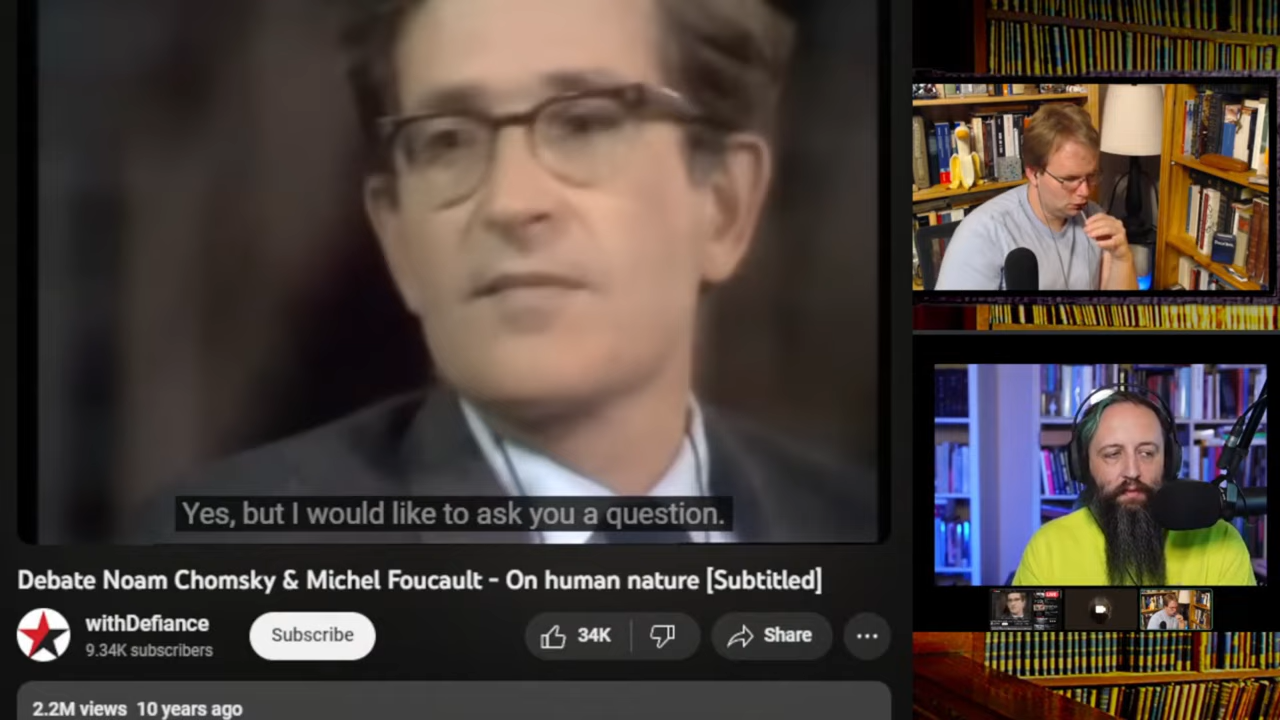 Yes, but I would like to ask you a question.
Debate Noam Chomsky & Michel Foucault - On human nature [Subtitled]
withDefiance
9.34K subscribers
Subscribe
34K
Share
2.2M views 10 years ago